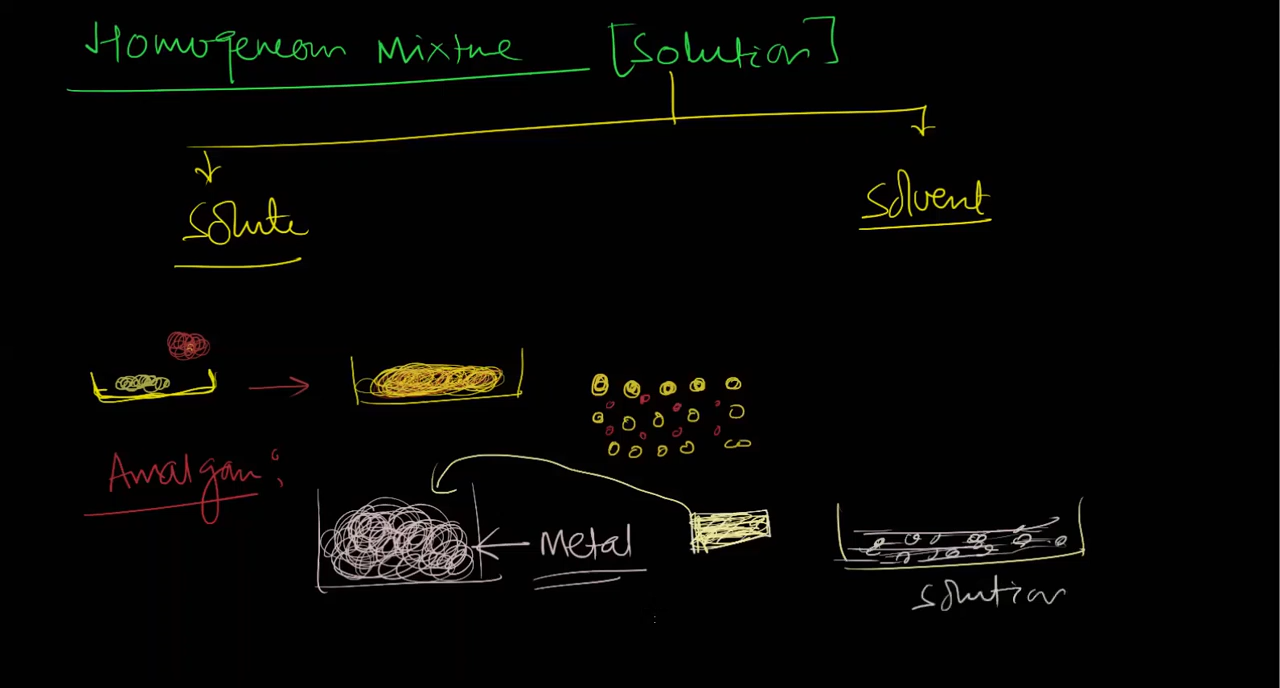 Homogeneous Mixture [Solution]
Solute
Solvent
Amalgam:
Metal
Solution